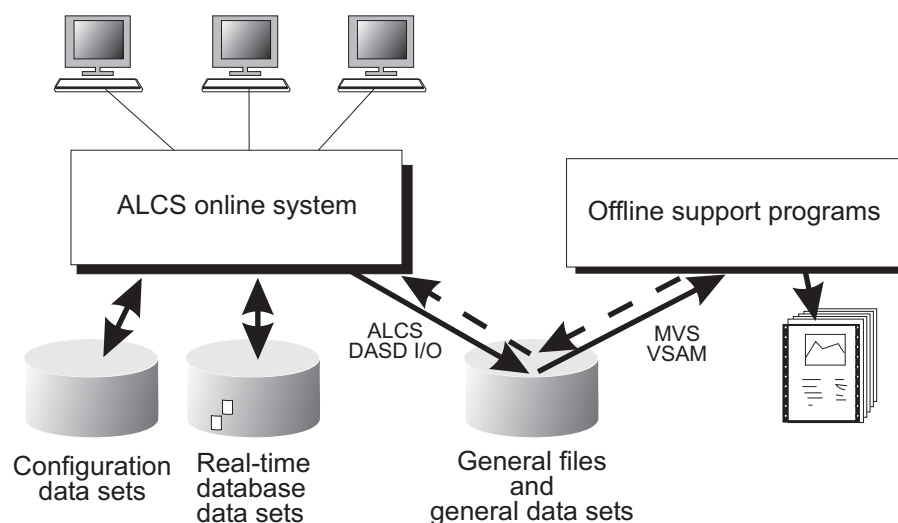 ALCS online system
Offline support programs
ALCS
DASD I/O
MVS
VSAM
Configuration
data sets
Real-time
database
data sets
General files
and
general data sets